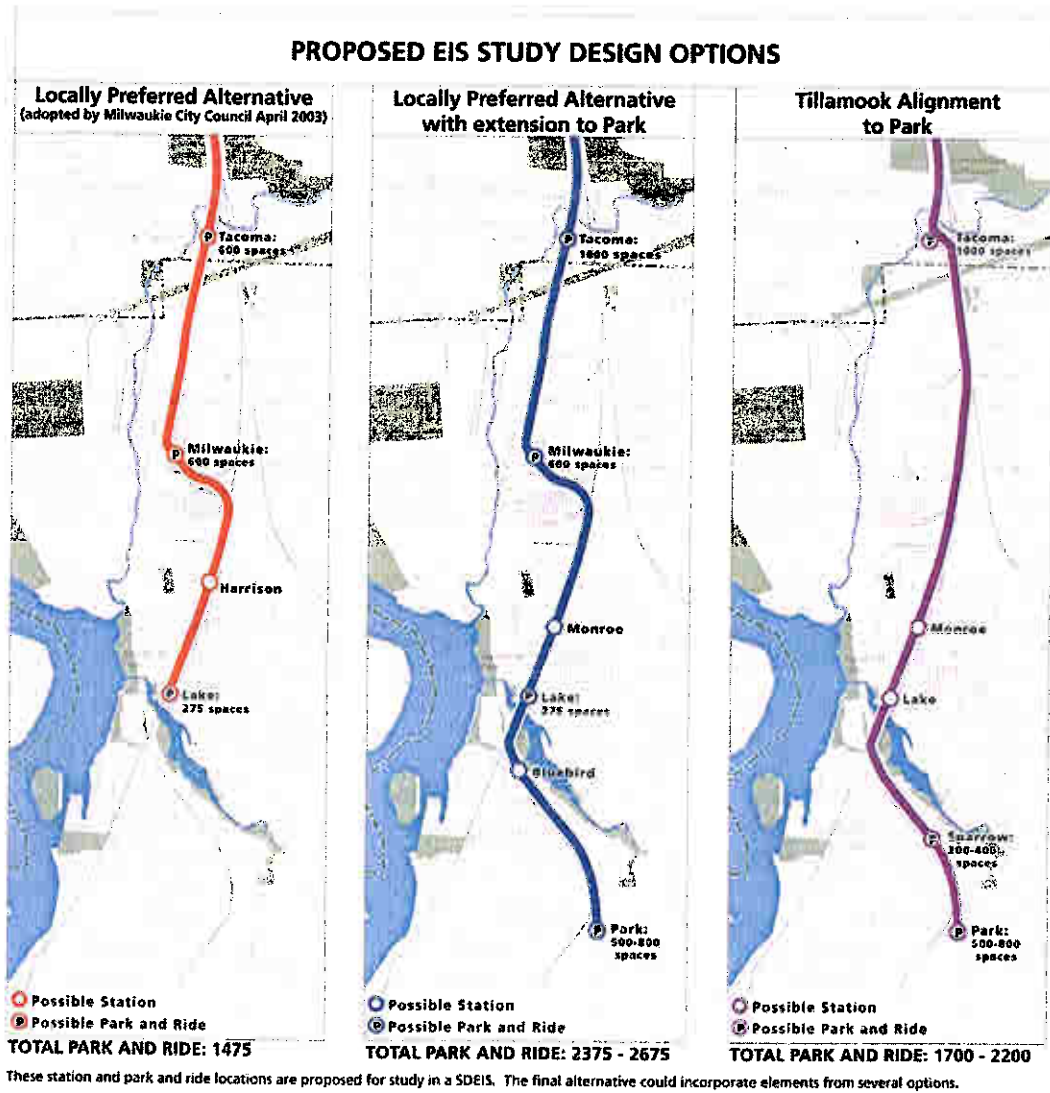 PROPOSED EIS STUDY DESIGN OPTIONS
Locally Preferred Alternative
(adopted by Milwaukie City Council April 2003)
Tacoma:
600 spaces
Milwaukie:
600 spaces
Harrison
Lake:
275 spaces
Possible Station
P Possible Park and Ride
TOTAL PARK AND RIDE: 1475
Locally Preferred Alternative
with extension to Park
Tacoma:
1000 spaces
Milwaukie:
600 spaces
Monroe
Lake:
275 spaces
Bluebird
Park:
500-800
spaces
Possible Station
P Possible Park and Ride
TOTAL PARK AND RIDE: 2375 - 2675
Tillamook Alignment
to Park
Tacoma:
1000 spaces
Monroe
Lake
Sparrow:
200-400
spaces
Park:
500-800
spaces
Possible Station
P Possible Park and Ride
TOTAL PARK AND RIDE: 1700 - 2200
These station and park and ride locations are proposed for study in a SDEIS. The final alternative could incorporate elements from several options.